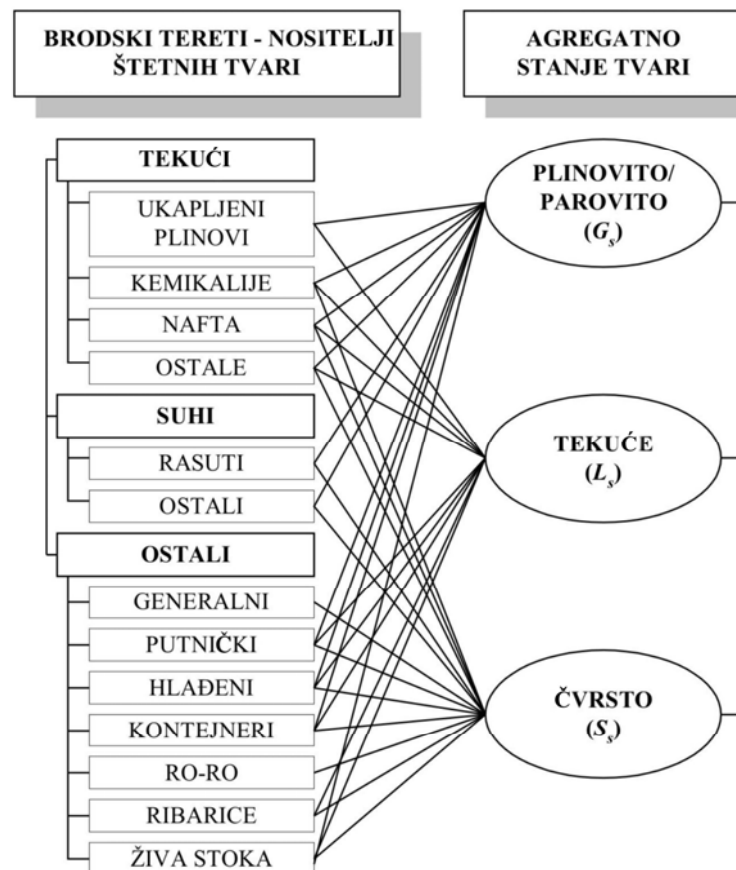 BRODSKI TERETI - NOSITELJI
ŠTETNIH TVARI
AGREGATNO
STANJE TVARI
TEKUĆI
UKAPLJENI
PLINOVI
KEMIKALIJE
NAFTA
OSTALE
SUHI
RASUTI
OSTALI
OSTALI
GENERALNI
PUTNIČKI
HLAĐENI
KONTEJNERI
RO-RO
RIBARICE
ŽIVA STOKA
PLINOVITO/
PAROVITO
(Gs)
TEKUĆE
(Ls)
ČVRSTO
(Ss)